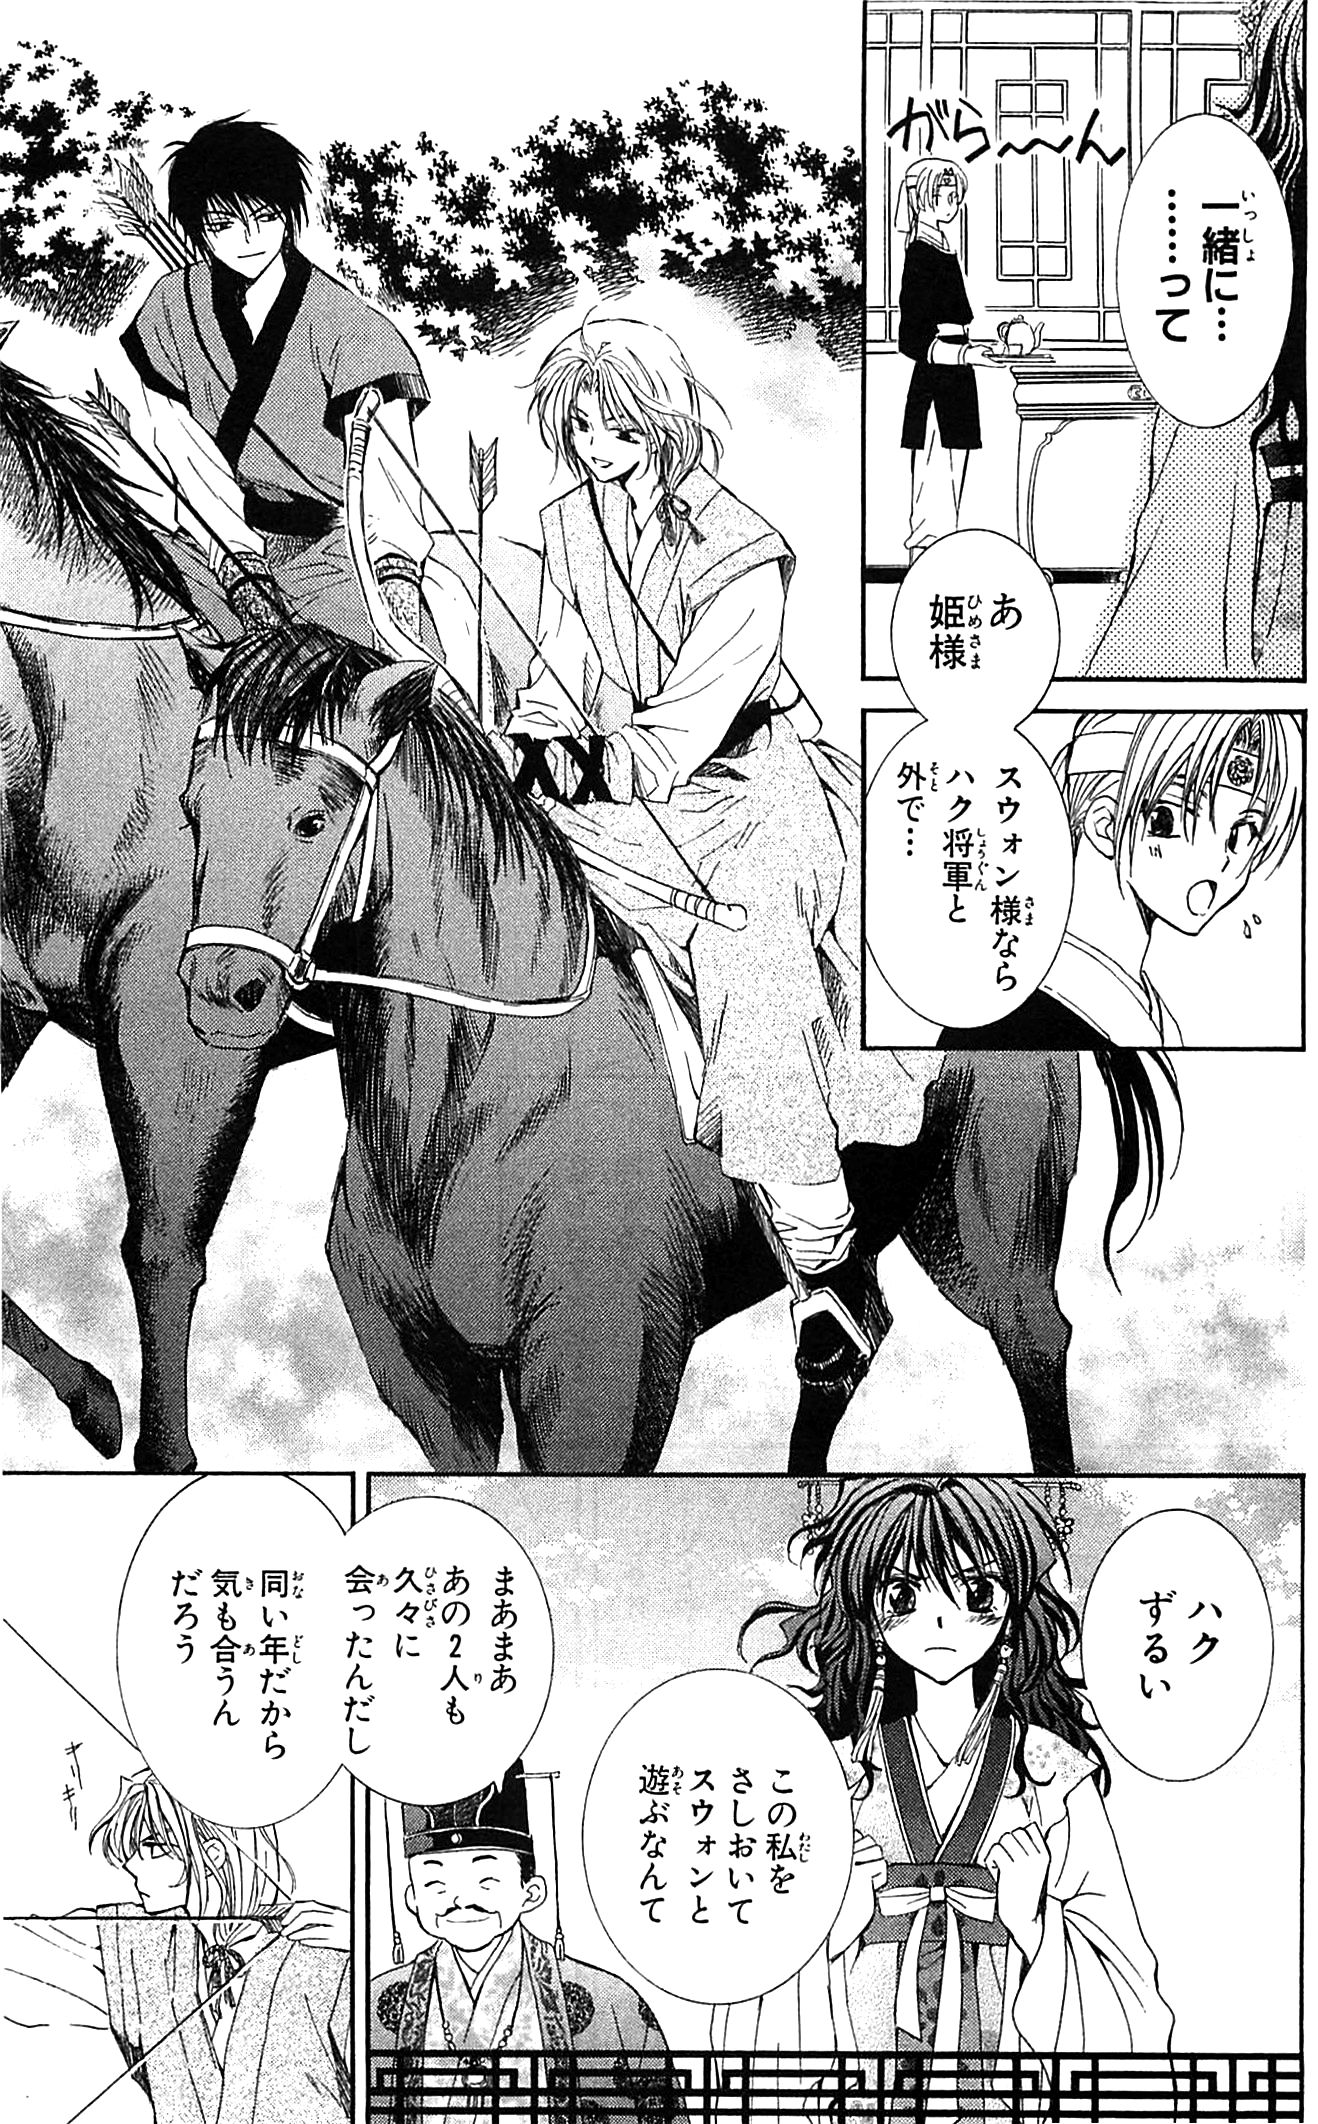 一緒に…
………って
がら〜〜ん
あ
姫様
スウォン様なら
ハク将軍と
外で…
ハク
ずるい
この私を
さしおいて
スウォンと
遊ぶなんて
まあまあ
あの2人も
久々に
会ったんだし
同い年だから
気も合うん
だろう
キリキリ